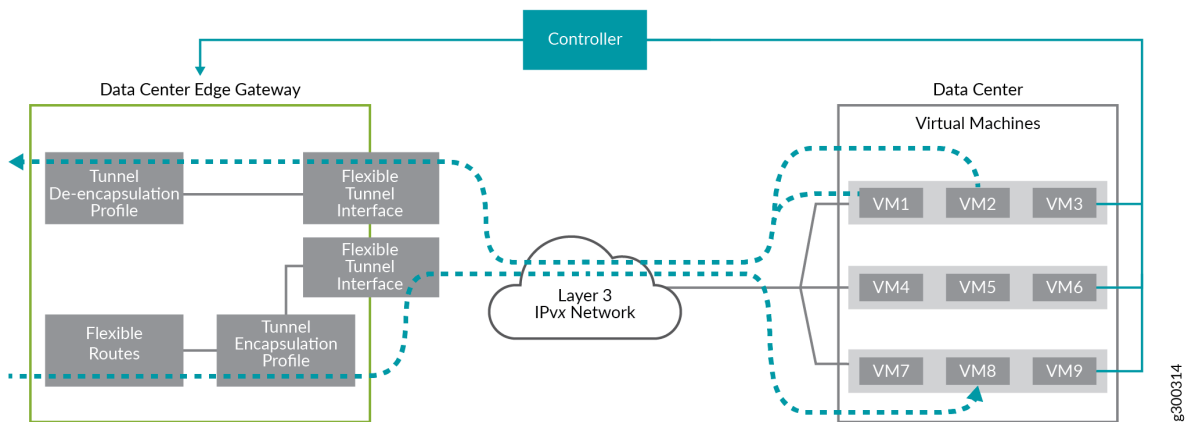 Controller
Data Center Edge Gateway
Data Center
Virtual Machines
Tunnel
De-encapsulation
Profile
Flexible
Tunnel
Interface
VM1
VM2
VM3
Flexible
Tunnel
Interface
Layer 3
IPvx Network
VM4
VM5
VM6
Flexible
Routes
Tunnel
Encapsulation
Profile
VM7
VM8
VM9
g300314